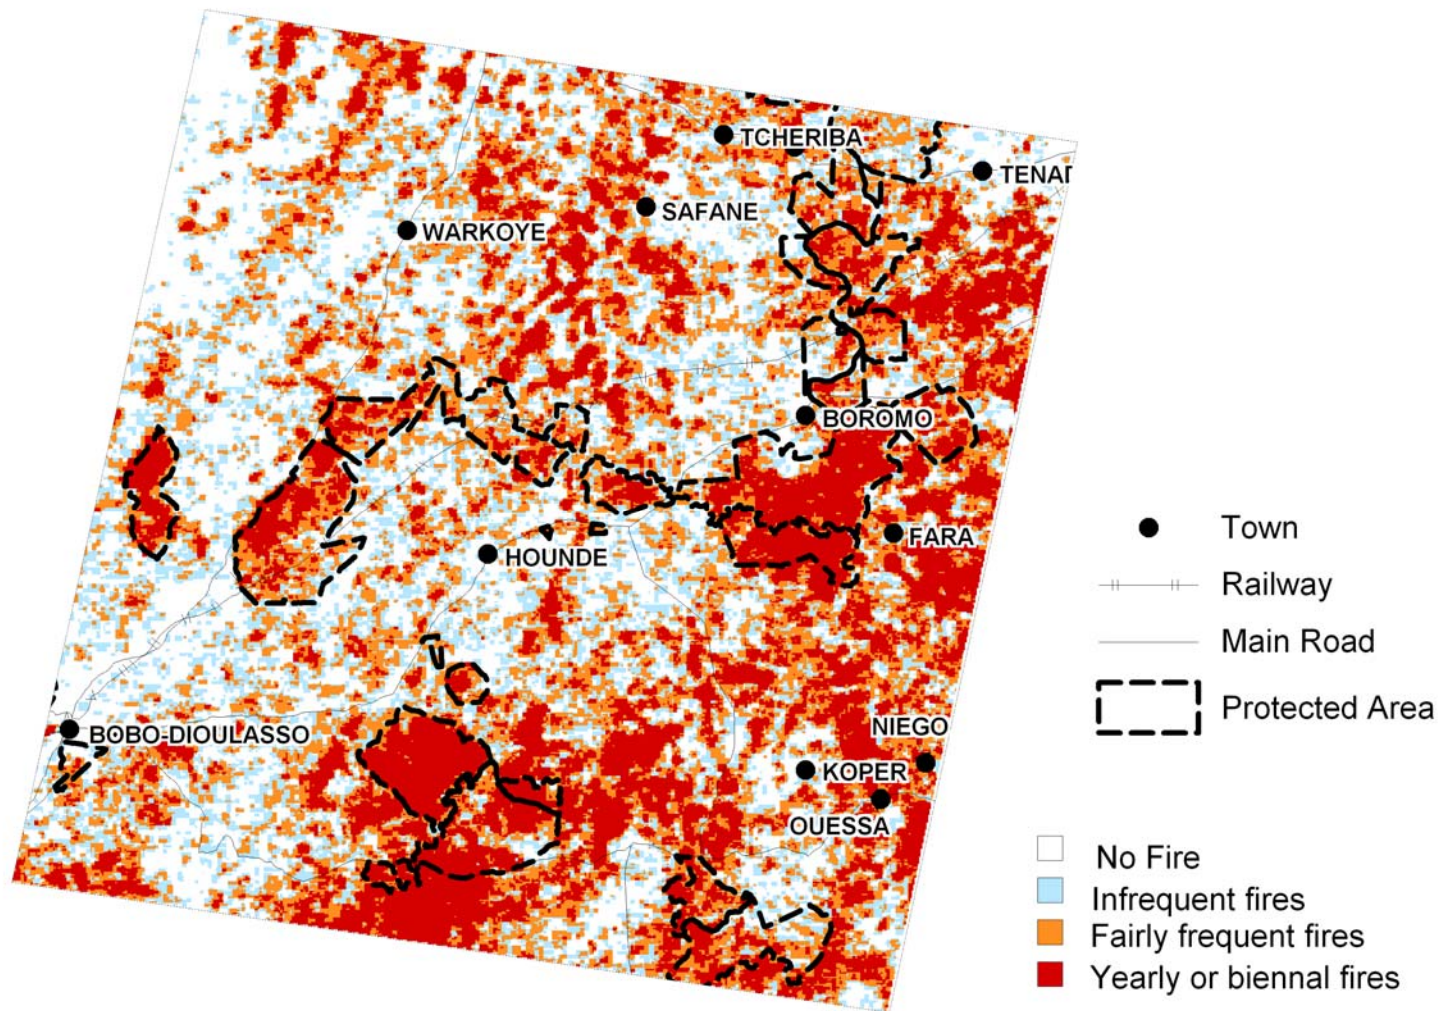 TCHERIBA
TENAT
SAFANE
WARKOYE
BOROMO
FARA
HOUNDE
NIEGO
BOBO-DIOULASSO
KOPER
OUESSA
Town
Railway
Main Road
Protected Area
No Fire
Infrequent fires
Fairly frequent fires
Yearly or biennal fires